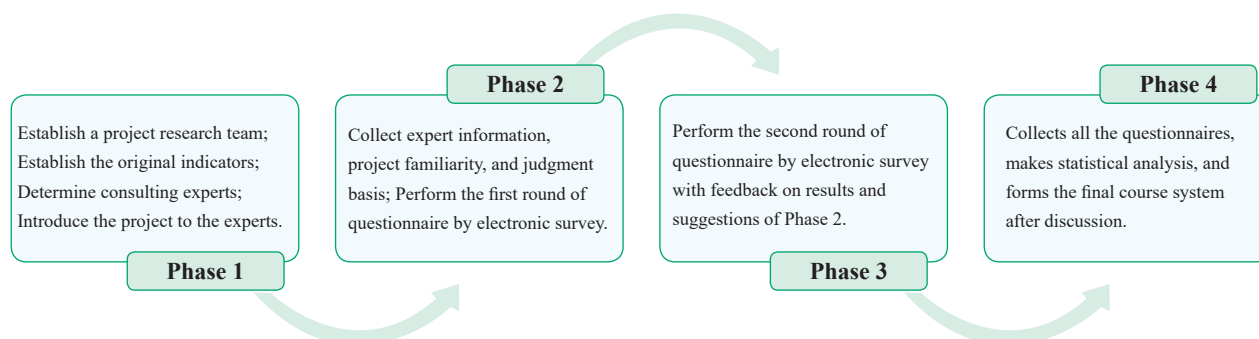 Establish a project research team;
Establish the original indicators;
Determine consulting experts;
Introduce the project to the experts.
Phase 1
Phase 2
Collect expert information,
project familiarity, and judgment
basis; Perform the first round of
questionnaire by electronic survey.
Perform the second round of
questionnaire by electronic survey
with feedback on results and
suggestions of Phase 2.
Phase 3
Phase 4
Collects all the questionnaires,
makes statistical analysis, and
forms the final course system
after discussion.